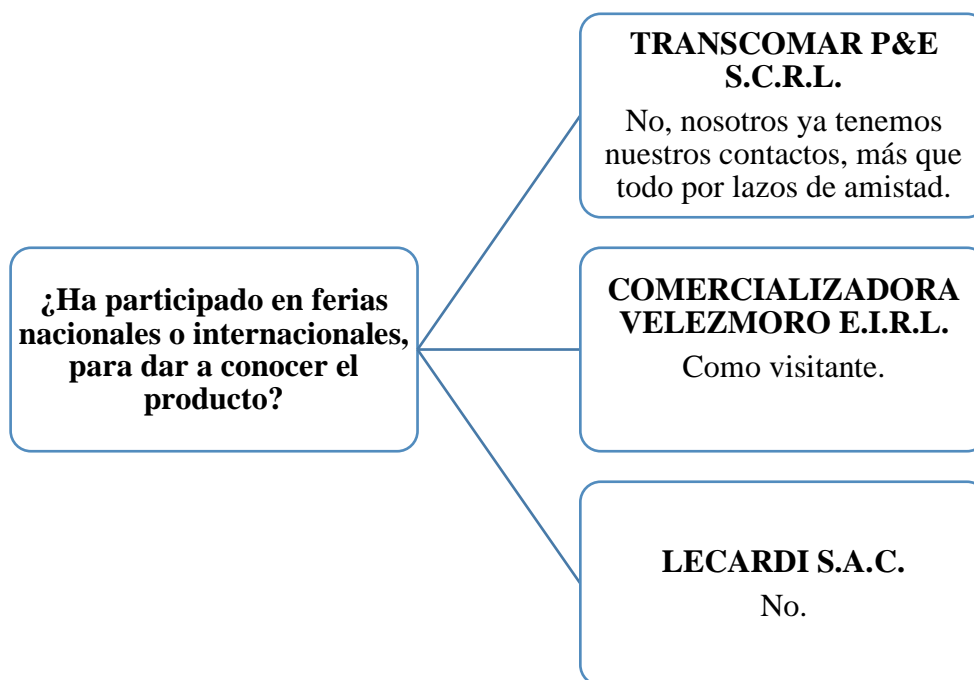 ¿Ha participado en ferias
nacionales o internacionales,
para dar a conocer el
producto?
TRANSCOMAR P&E
S.C.R.L.
No, nosotros ya tenemos
nuestros contactos, más que
todo por lazos de amistad.
COMERCIALIZADORA
VELEZMORO E.I.R.L.
Como visitante.
LECARDI S.A.C.
No.